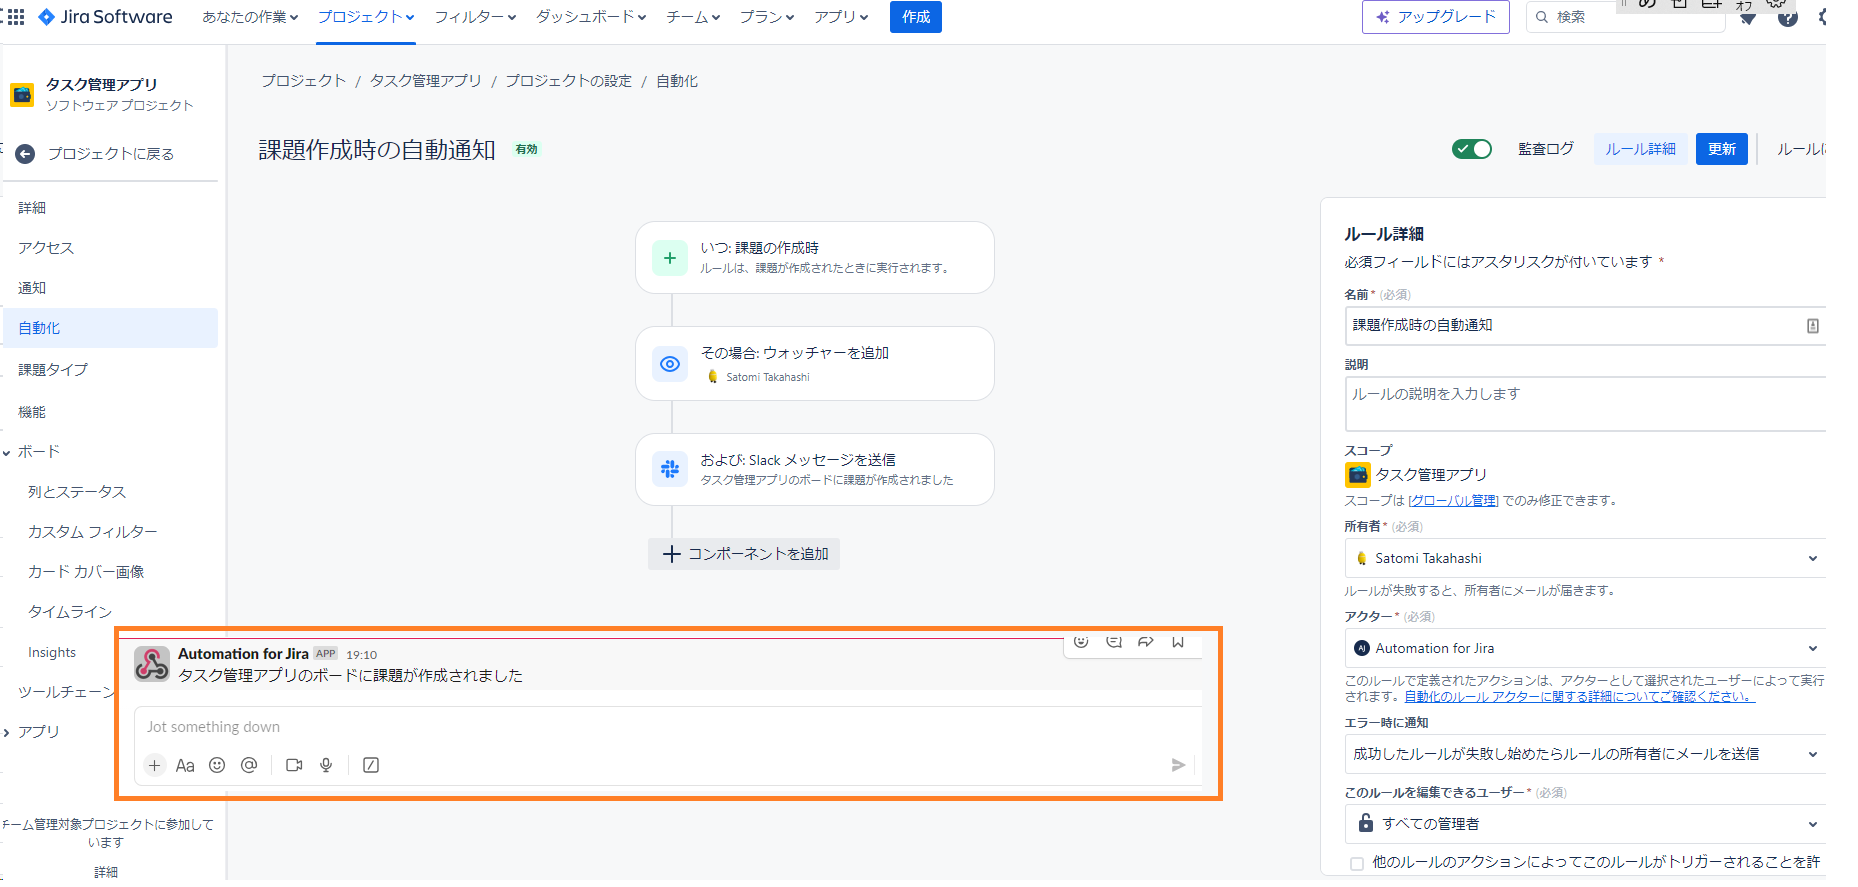 Jira Software
あなたの作業
プロジェクト
フィルター
ダッシュボード
チーム
プラン
アプリ
作成
アップグレード
検索
オフ
タスク管理アプリ
ソフトウェア プロジェクト
プロジェクトに戻る
詳細
アクセス
通知
自動化
課題タイプ
機能
ボード
列とステータス
カスタム フィルター
カード カバー画像
タイムライン
Insights
ツールチェーン
アプリ
チーム管理対象プロジェクトに参加して
います
詳細
プロジェクト / タスク管理アプリ / プロジェクトの設定 / 自動化
課題作成時の自動通知 有効
監査ログ
ルール詳細
更新
ルールに
いつ: 課題の作成時
ルールは、課題が作成されたときに実行されます。
その場合: ウォッチャーを追加
Satomi Takahashi
および: Slack メッセージを送信
タスク管理アプリのボードに課題が作成されました
コンポーネントを追加
Automation for Jira APP 19:10
タスク管理アプリのボードに課題が作成されました
Jot something down
Aa
ルール詳細
必須フィールドにはアスタリスクが付いています *
名前* (必須)
課題作成時の自動通知
説明
ルールの説明を入力します
スコープ
タスク管理アプリ
スコープは [グローバル管理] でのみ修正できます。
所有者* (必須)
Satomi Takahashi
ルールが失敗すると、所有者にメールが届きます。
アクター* (必須)
AJ Automation for Jira
このルールで定義されたアクションは、アクターとして選択されたユーザーによって実行
されます。自動化のルール アクターに関する詳細についてご確認ください。
エラー時に通知
成功したルールが失敗し始めたらルールの所有者にメールを送信
このルールを編集できるユーザー* (必須)
すべての管理者
他のルールのアクションによってこのルールがトリガーされることを許